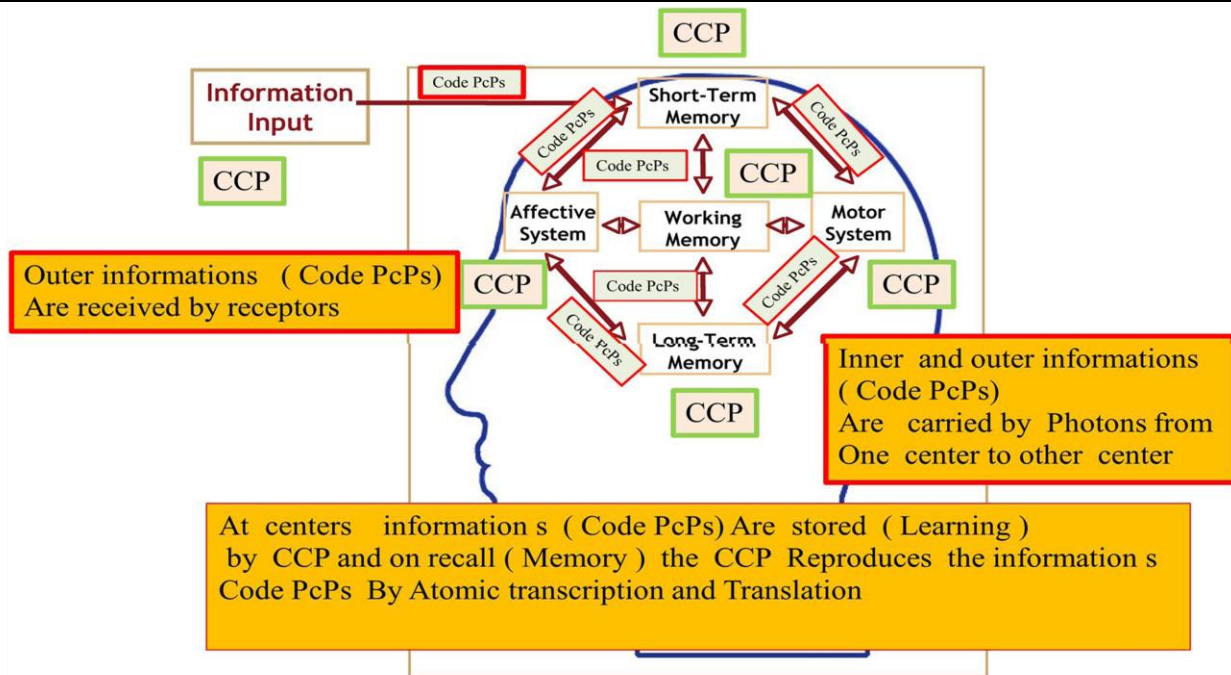 CCP
Code PcPs
Information
Input
Short-Term
Memory
Code PcPs
Code PcPs
Code PcPs
CCP
CCP
Affective
System
Working
Memory
Motor
System
Outer informations ( Code PcPs)
Are received by receptors
CCP
Code PcPs
Code PcPs
CCP
Code PcPs
Long-Term
Memory
CCP
Inner and outer informations
( Code PcPs)
Are carried by Photons from
One center to other center
At centers information s ( Code PcPs) Are stored ( Learning )
by CCP and on recall ( Memory ) the CCP Reproduces the information s
Code PcPs By Atomic transcription and Translation